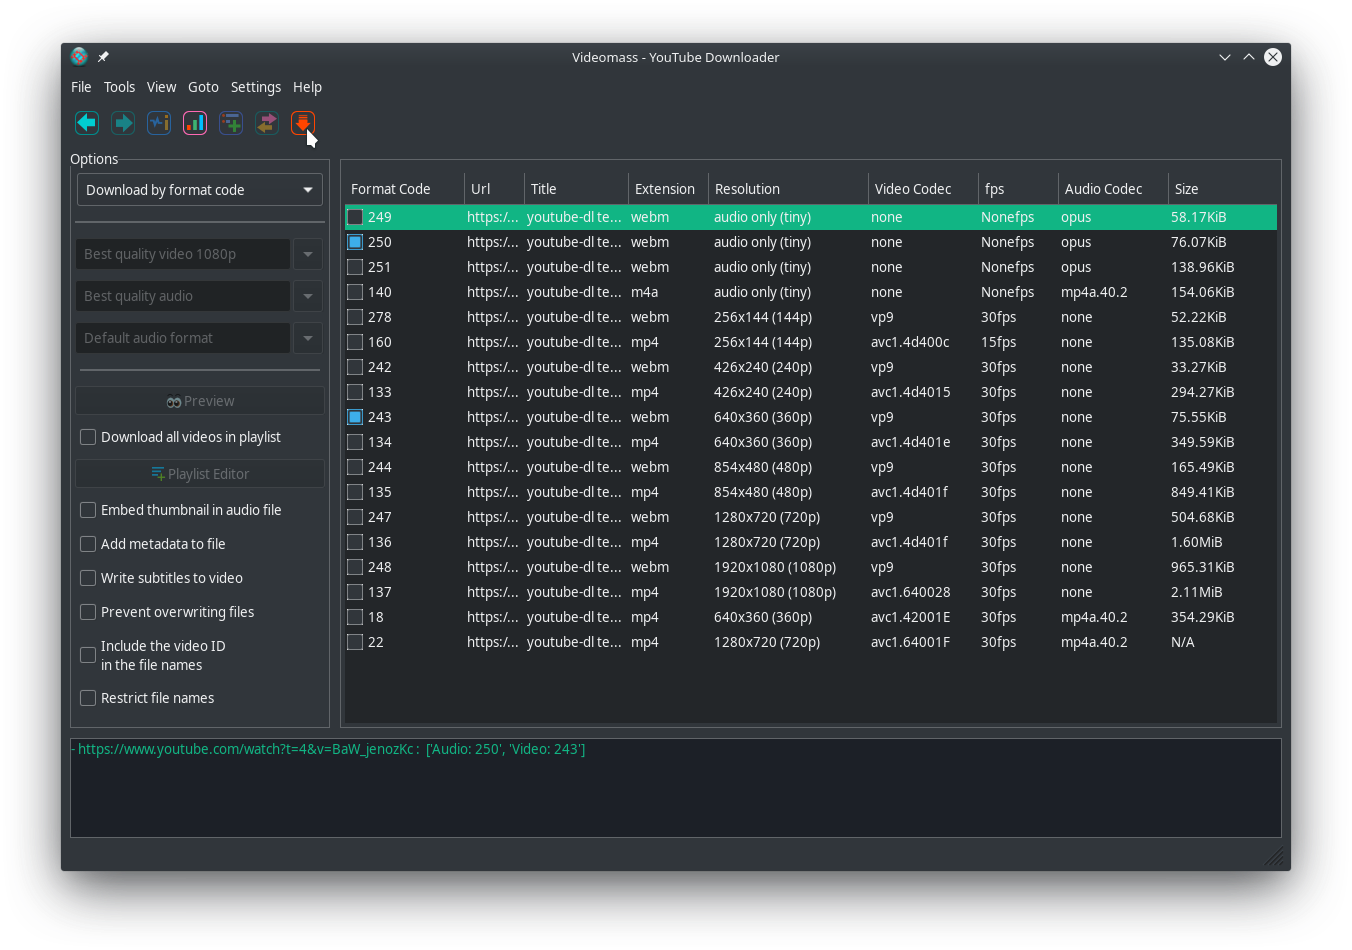 Videomass - YouTube Downloader
File Tools View Goto Settings Help
Options
Download by format code
Best quality video 1080p
Best quality audio
Default audio format
Preview
Download all videos in playlist
Playlist Editor
Embed thumbnail in audio file
Add metadata to file
Write subtitles to video
Prevent overwriting files
Include the video ID
in the file names
Restrict file names
Format Code Url Title Extension Resolution Video Codec fps Audio Codec Size
249 https:/... youtube-dl te... webm audio only (tiny) none Nonefps opus 58.17KiB
250 https:/... youtube-dl te... webm audio only (tiny) none Nonefps opus 76.07KiB
251 https:/... youtube-dl te... webm audio only (tiny) none Nonefps opus 138.96KiB
140 https:/... youtube-dl te... m4a audio only (tiny) none Nonefps mp4a.40.2 154.06KiB
278 https:/... youtube-dl te... webm 256x144 (144p) vp9 30fps none 52.22KiB
160 https:/... youtube-dl te... mp4 256x144 (144p) avc1.4d400c 15fps none 135.08KiB
242 https:/... youtube-dl te... webm 426x240 (240p) vp9 30fps none 33.27KiB
133 https:/... youtube-dl te... mp4 426x240 (240p) avc1.4d4015 30fps none 294.27KiB
243 https:/... youtube-dl te... webm 640x360 (360p) vp9 30fps none 75.55KiB
134 https:/... youtube-dl te... mp4 640x360 (360p) avc1.4d401e 30fps none 349.59KiB
244 https:/... youtube-dl te... webm 854x480 (480p) vp9 30fps none 165.49KiB
135 https:/... youtube-dl te... mp4 854x480 (480p) avc1.4d401f 30fps none 849.41KiB
247 https:/... youtube-dl te... webm 1280x720 (720p) vp9 30fps none 504.68KiB
136 https:/... youtube-dl te... mp4 1280x720 (720p) avc1.4d401f 30fps none 1.60MiB
248 https:/... youtube-dl te... webm 1920x1080 (1080p) vp9 30fps none 965.31KiB
137 https:/... youtube-dl te... mp4 1920x1080 (1080p) avc1.640028 30fps none 2.11MiB
18 https:/... youtube-dl te... mp4 640x360 (360p) avc1.42001E 30fps mp4a.40.2 354.29KiB
22 https:/... youtube-dl te... mp4 1280x720 (720p) avc1.64001F 30fps mp4a.40.2 N/A
- https://www.youtube.com/watch?t=4&v=BaW_jenozKc : ['Audio: 250', 'Video: 243']